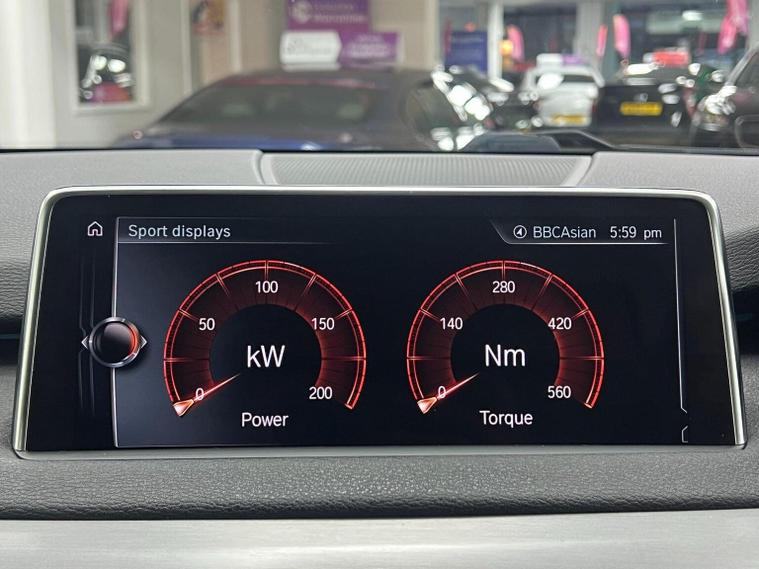 Sport displays
BBCAsian 5:59 pm
0
50
100
150
200
kW
Power
0
140
280
420
560
Nm
Torque